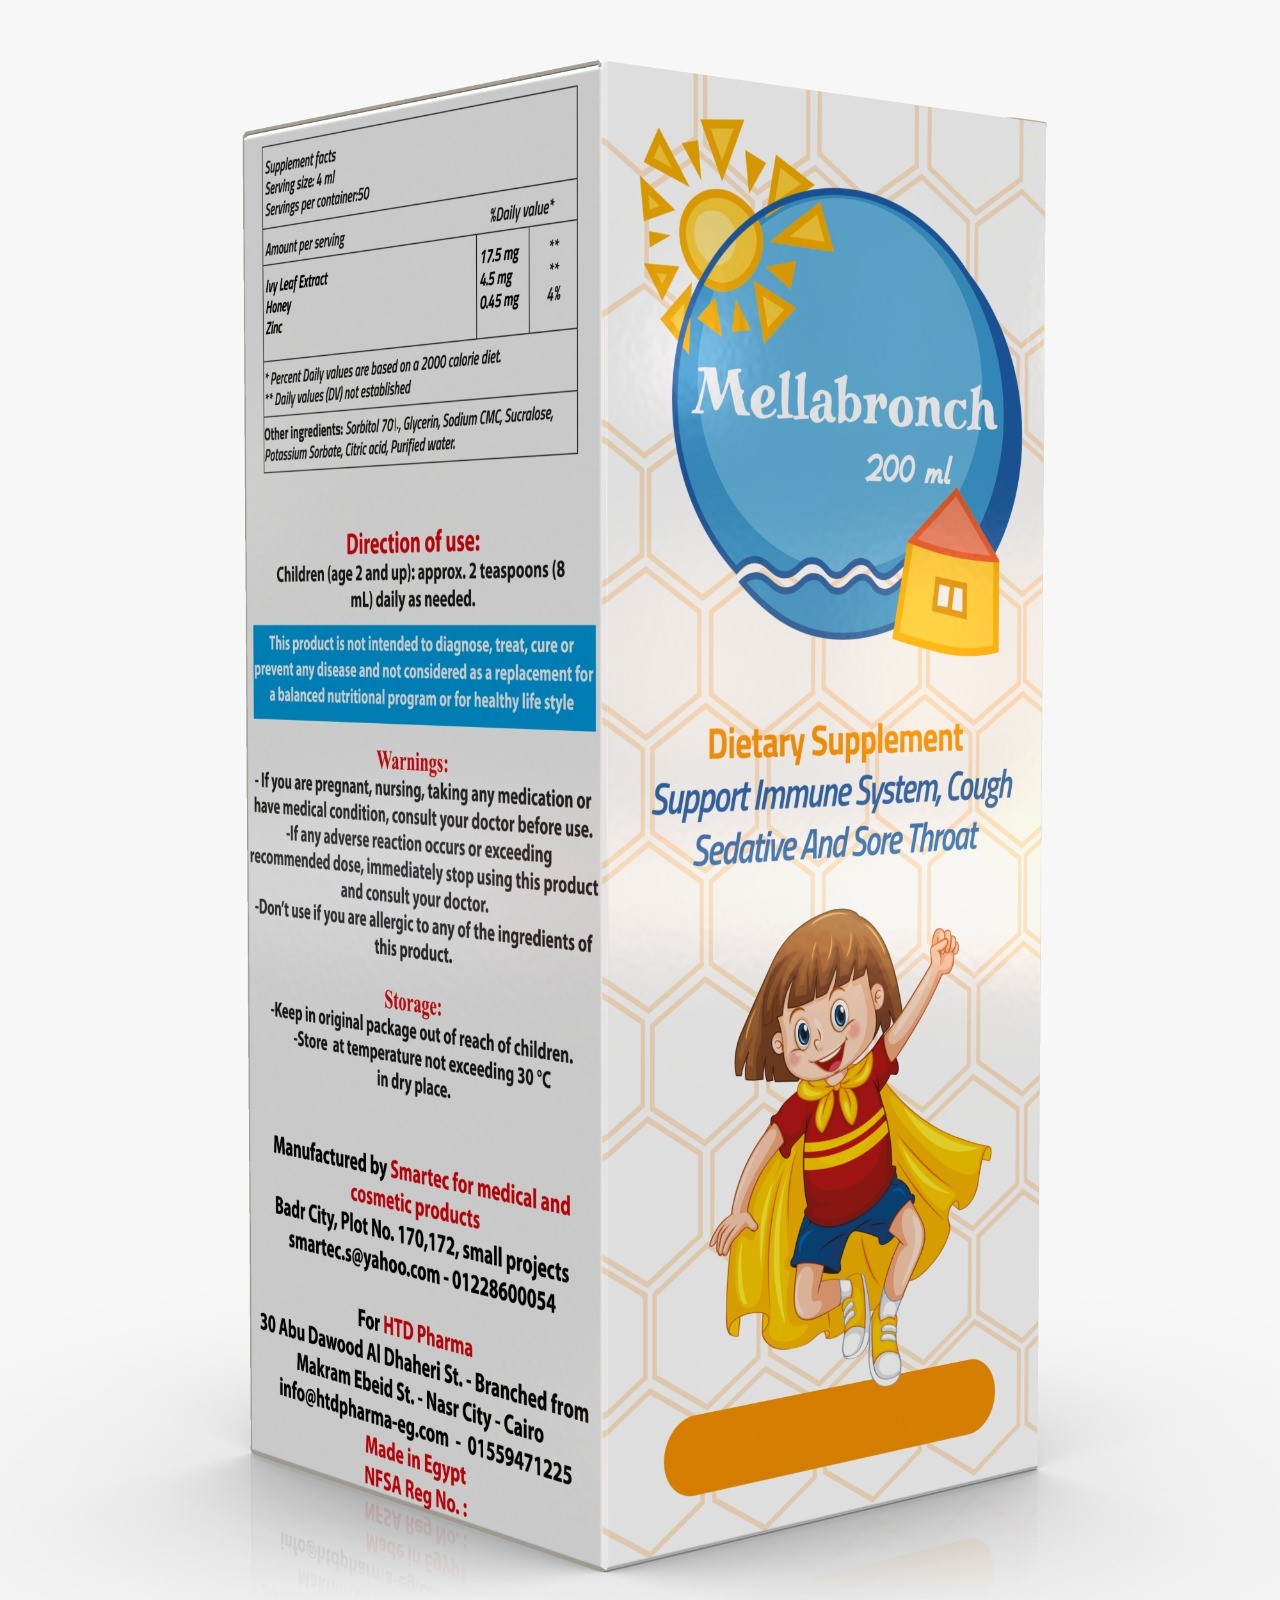 Supplement facts
Serving size: 4 ml
Servings per container:50
%Daily value*
Amount per serving
Ivy Leaf Extract 17.5 mg **
Honey 4.5 mg **
Zinc 0.45 mg 4%
* Percent Daily values are based on a 2000 calorie diet.
** Daily values (DV) not established
Other ingredients: Sorbitol 70%, Glycerin, Sodium CMC, Sucralose,
Potassium Sorbate, Citric acid, Purified water.
Direction of use:
Children (age 2 and up): approx. 2 teaspoons (8
mL) daily as needed.
This product is not intended to diagnose, treat, cure or
prevent any disease and not considered as a replacement for
a balanced nutritional program or for healthy life style
Warnings:
- If you are pregnant, nursing, taking any medication or
have medical condition, consult your doctor before use.
-If any adverse reaction occurs or exceeding
recommended dose, immediately stop using this product
and consult your doctor.
-Don't use if you are allergic to any of the ingredients of
this product.
Storage:
-Keep in original package out of reach of children.
-Store at temperature not exceeding 30 °C
in dry place.
Manufactured by Smartec for medical and
cosmetic products
Badr City, Plot No. 170,172, small projects
smartec.s@yahoo.com - 01228600054
For HTD Pharma
30 Abu Dawood Al Dhaheri St. - Branched from
Makram Ebeid St. - Nasr City - Cairo
info@htdpharma-eg.com - 01559471225
Made in Egypt
NFSA Reg No. :
Mellabronch
200 ml
Dietary Supplement
Support Immune System, Cough
Sedative And Sore Throat